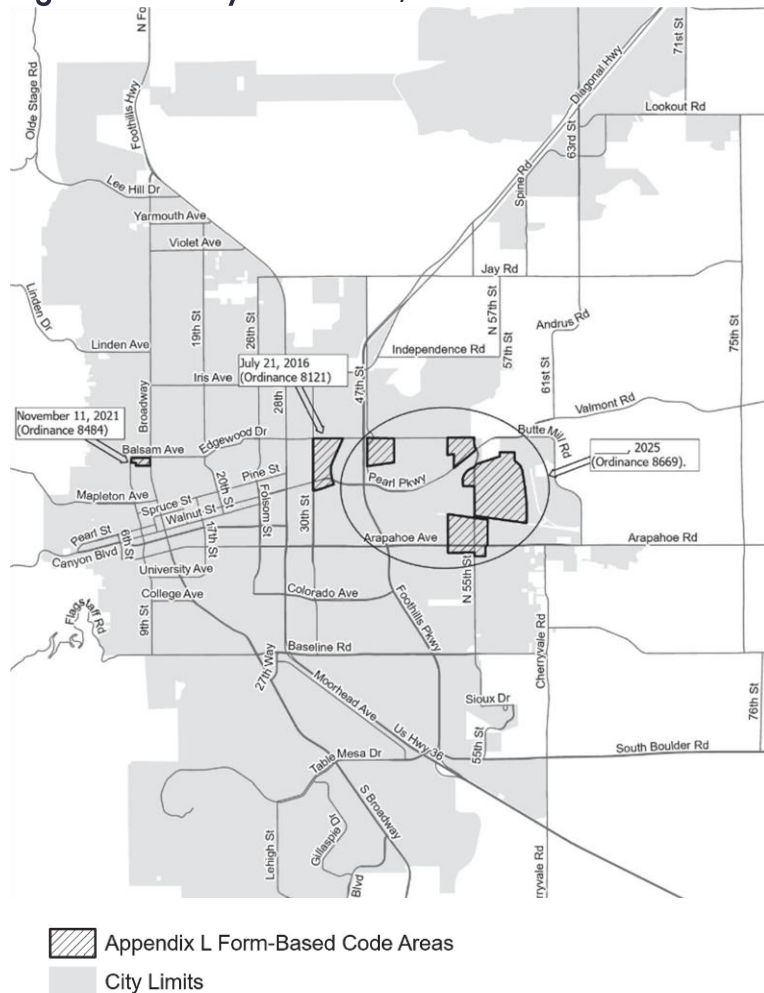 N Fo
Olde Stage Rd
Foothills Hwy
Diagonal Hwy
71st St
Lookout Rd
63rd St
Spine Rd
Lee Hill Dr
Yarmouth Ave
Violet Ave
Jay Rd
Linden Dr
19th St
26th St
N 57th St
57th St
Andrus Rd
75th St
Linden Ave
Independence Rd
July 21, 2016
(Ordinance 8121)
Broadway
Iris Ave
28th
47th St
61st St
Valmont Rd
November 11, 2021
(Ordinance 8484)
Edgewood Dr
Balsam Ave
Butte Mill Rd
, 2025
(Ordinance 8669).
Pine St
20th St
Pearl Pkwy
Mapleton Ave
Spruce St
Walnut St
Folsom St
30th St
Pearl St
Canyon Blvd
6th St
17th St
Arapahoe Ave
Arapahoe Rd
University Ave
N 55th St
College Ave
Colorado Ave
Flagstaff Rd
9th St
Foothills Pkwy
Baseline Rd
Cherryvale Rd
27th Way
Moorhead Ave
Sioux Dr
76th St
Us Hwy 36
55th St
South Boulder Rd
Table Mesa Dr
S Broadway
Gillaspie Dr
Lehigh St
Blvd
rryvale Rd
Appendix L Form-Based Code Areas
City Limits